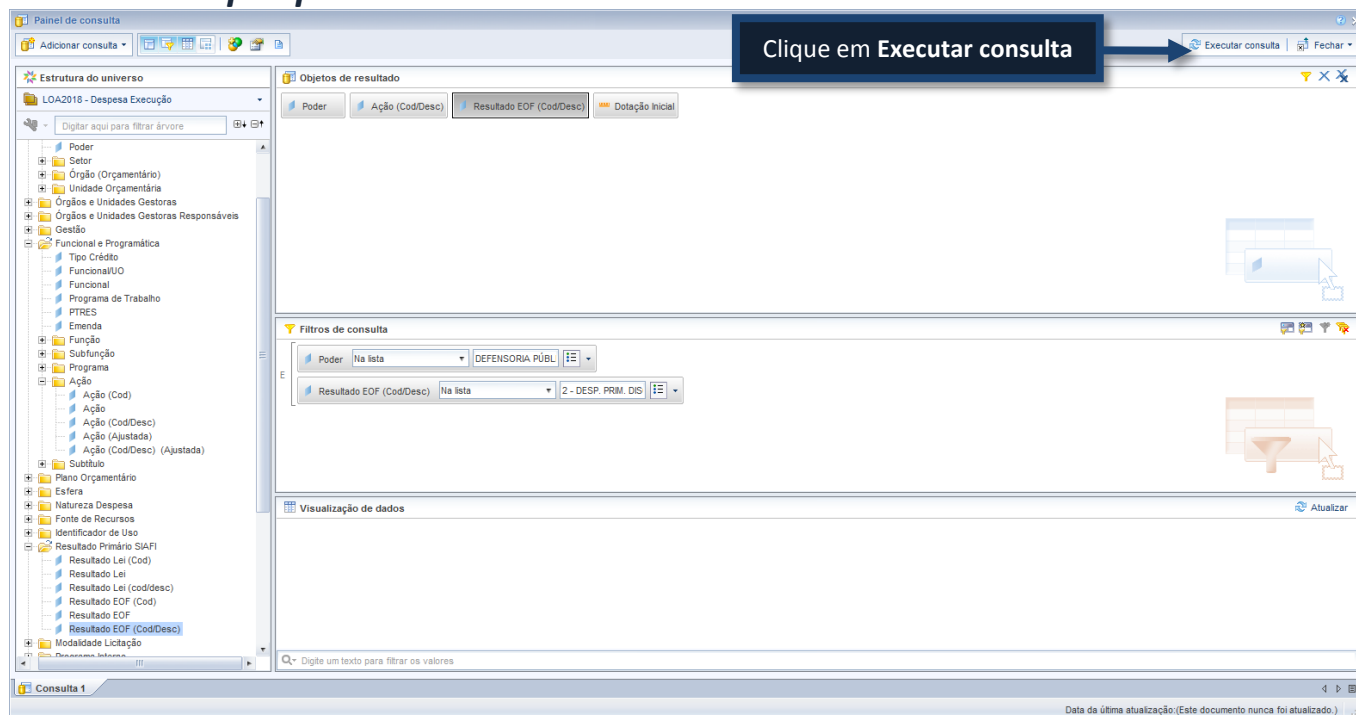 Painel de consulta
Clique em Executar consulta
Adicionar consulta
Executar consulta
Fechar
Estrutura do universo
LOA2018 - Despesa Execução
Digitar aqui para filtrar árvore
Poder
Setor
Órgão (Orçamentário)
Unidade Orçamentária
Órgãos e Unidades Gestoras
Órgãos e Unidades Gestoras Responsáveis
Gestão
Funcional e Programática
Tipo Crédito
Funcional/UO
Funcional
Programa de Trabalho
PTRES
Emenda
Função
Subfunção
Programa
Ação
Ação (Cod)
Ação
Ação (Cod/Desc)
Ação (Ajustada)
Ação (Cod/Desc) (Ajustada)
Subtítulo
Plano Orçamentário
Esfera
Natureza Despesa
Fonte de Recursos
Identificador de Uso
Resultado Primário SIAFI
Resultado Lei (Cod)
Resultado Lei
Resultado Lei (cod/desc)
Resultado EOF (Cod)
Resultado EOF
Resultado EOF (Cod/Desc)
Modalidade Licitação
Objetos de resultado
Poder Ação (Cod/Desc) Resultado EOF (Cod/Desc) Dotação Inicial
Filtros de consulta
E
Poder Na lista DEFENSORIA PÚBL
Resultado EOF (Cod/Desc) Na lista 2 - DESP. PRIM. DIS
Visualização de dados
Atualizar
Digite um texto para filtrar os valores
Consulta 1
Data da última atualização:(Este documento nunca foi atualizado.)